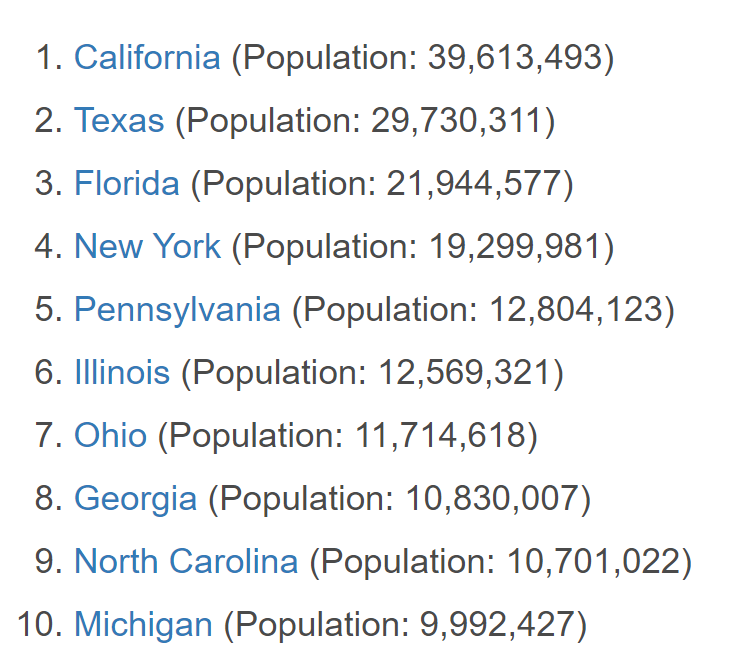 1. California (Population: 39,613,493)
2. Texas (Population: 29,730,311)
3. Florida (Population: 21,944,577)
4. New York (Population: 19,299,981)
5. Pennsylvania (Population: 12,804,123)
6. Illinois (Population: 12,569,321)
7. Ohio (Population: 11,714,618)
8. Georgia (Population: 10,830,007)
9. North Carolina (Population: 10,701,022)
10. Michigan (Population: 9,992,427)